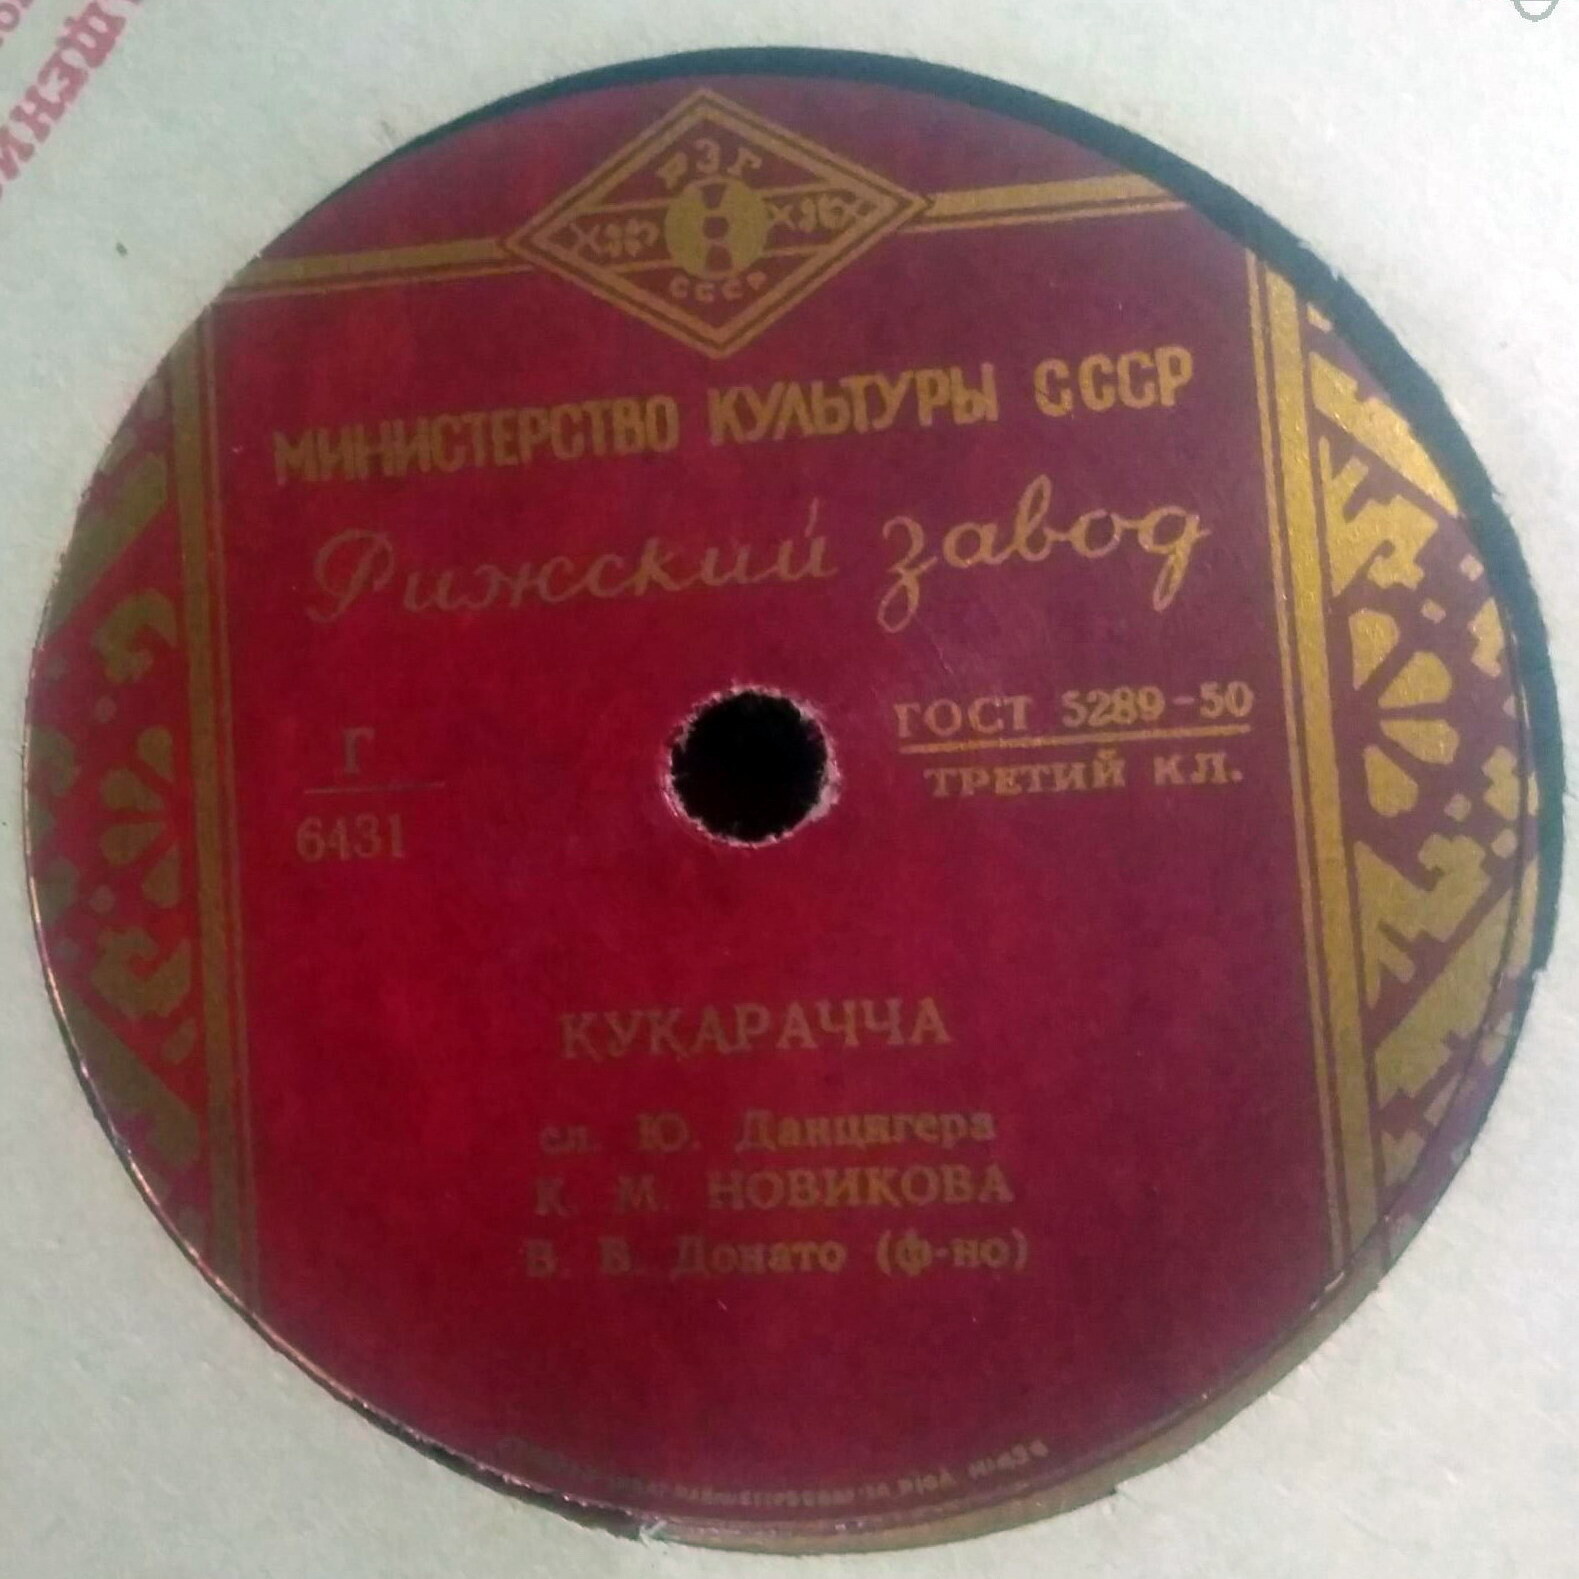 РЗГ
СССР
МИНИСТЕРСТВО КУЛЬТУРЫ СССР
Рижский завод
Г
6431
ГОСТ 5289-50
ТРЕТИЙ КЛ.
КУКАРАЧЧА
сл. Ю. Данцигера
К. М. НОВИКОВА
В. В. Донато (ф-но)